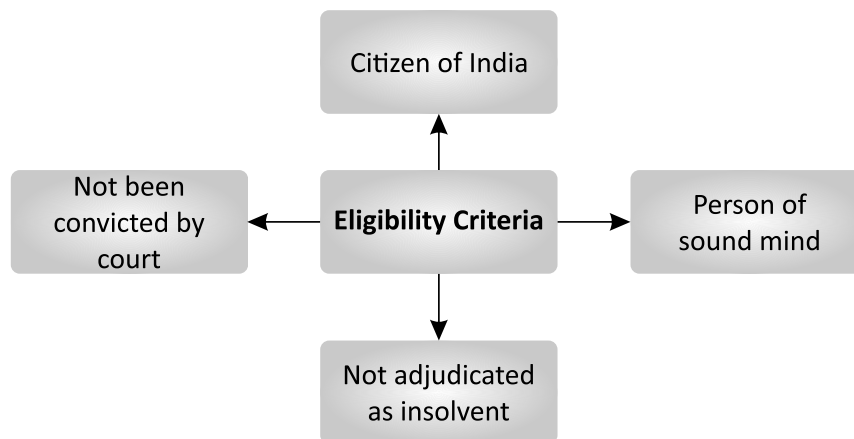 Citizen of India
Not been
convicted by
court
Eligibility Criteria
Person of
sound mind
Not adjudicated
as insolvent